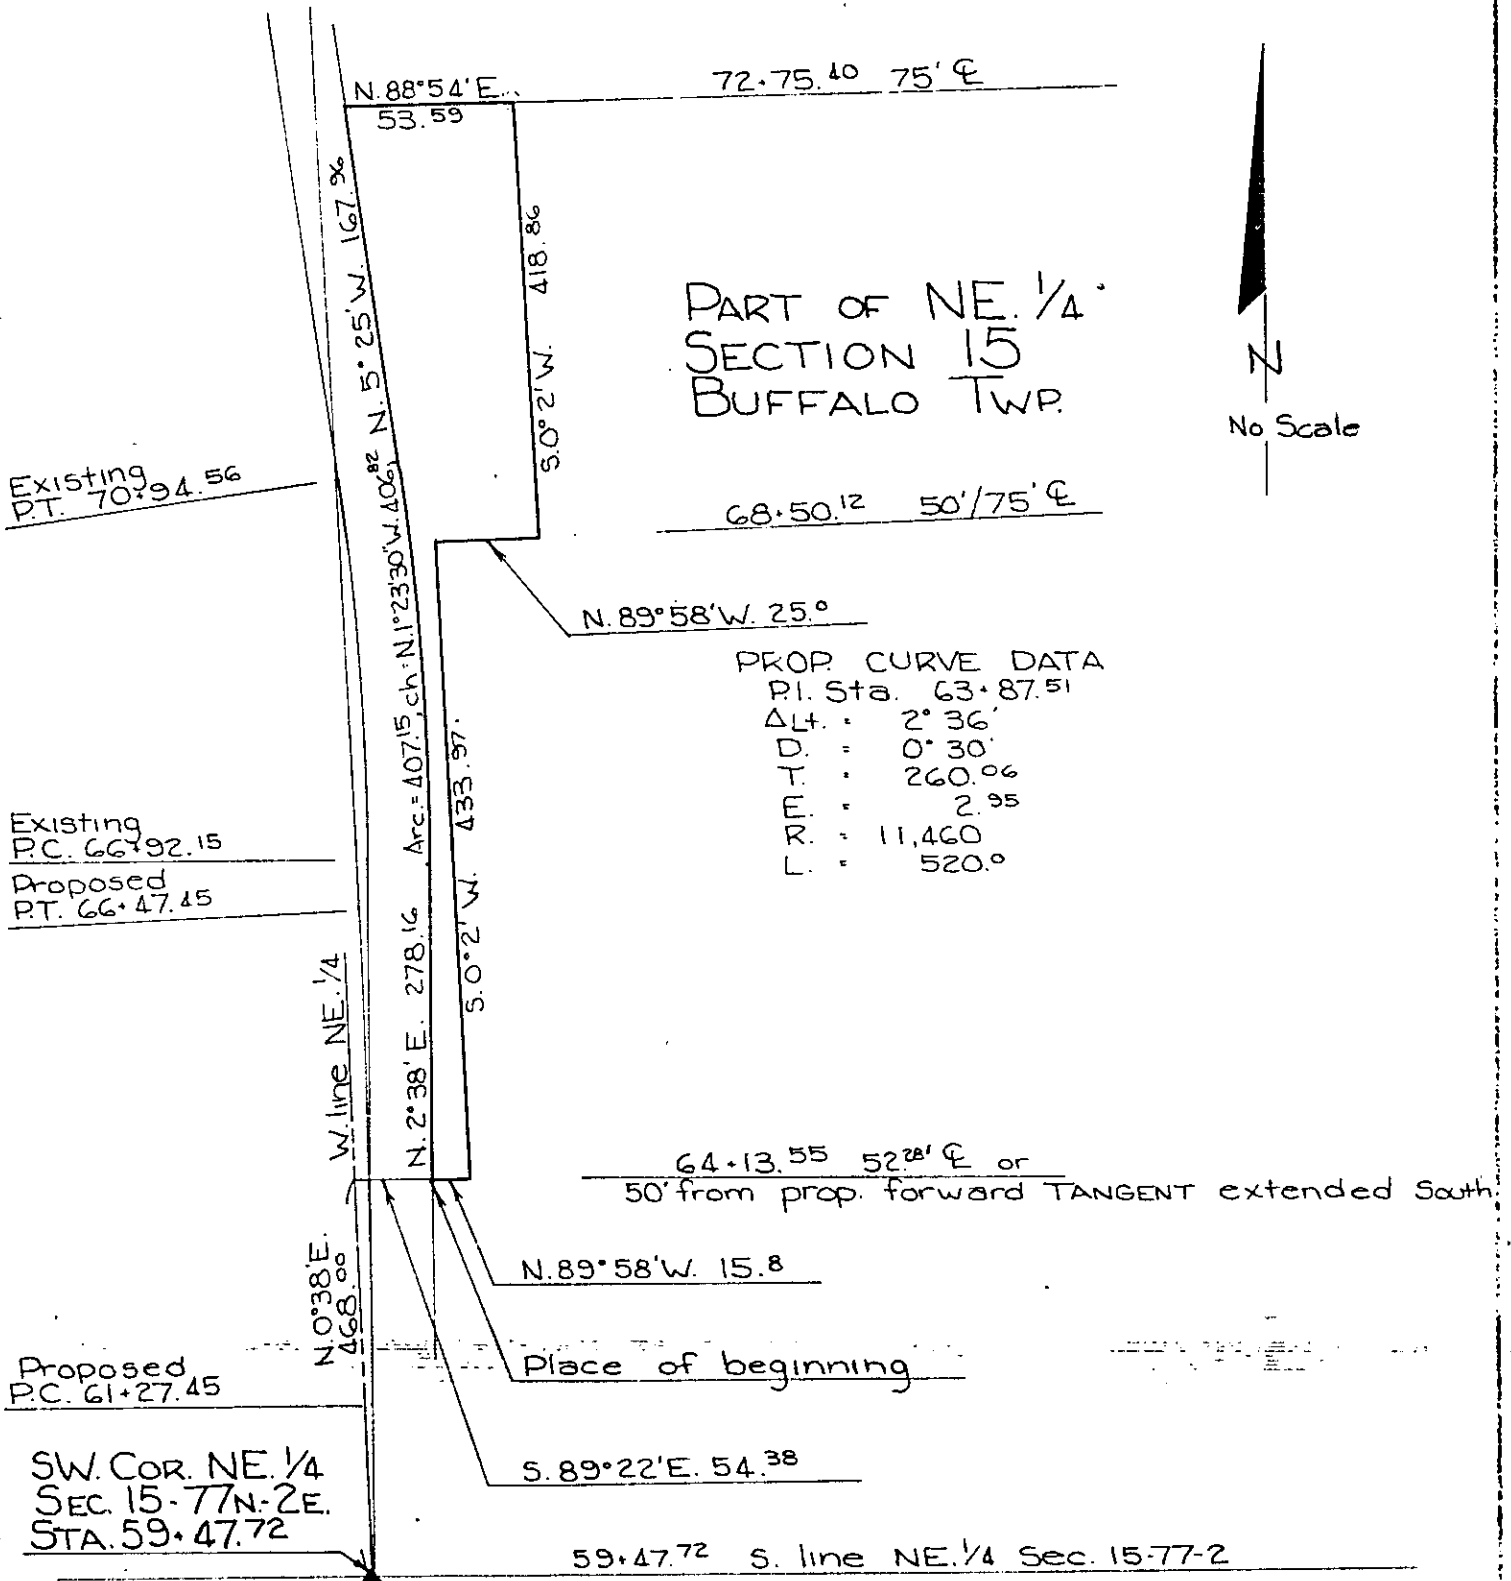 N. 88°54' E.
53.59
72+75.40 75' ℄
N. 5° 25' W. 167.96
S. 0° 2' W. 418.86
PART OF NE. 1/4
SECTION 15
BUFFALO TWP.
N
No Scale
Existing
P.T. 70+94.56
68+50.12 50'/75' ℄
N. 89° 58' W. 25.0
Arc = 407.15, ch = N. 1° 23' 30" W. 406.82
PROP. CURVE DATA
P.I. Sta. 63+87.51
Δ Lt. = 2° 36'
D. = 0° 30'
T. = 260.06
E. = 2.95
R. = 11,460
L. = 520.0
S. 0° 2' W. 433.97
Existing
P.C. 66+92.15
Proposed
P.T. 66+47.45
W. line NE. 1/4
N. 2° 38' E. 278.16
64+13.55 52.28' ℄ or
50' from prop. forward TANGENT extended South.
N. 0° 38' E.
468.00
N. 89° 58' W. 15.8
Place of beginning
Proposed
P.C. 61+27.45
S. 89° 22' E. 54.38
SW. COR. NE. 1/4
SEC. 15-77N-2E.
STA. 59+47.72
59+47.72 S. line NE. 1/4 Sec. 15-77-2